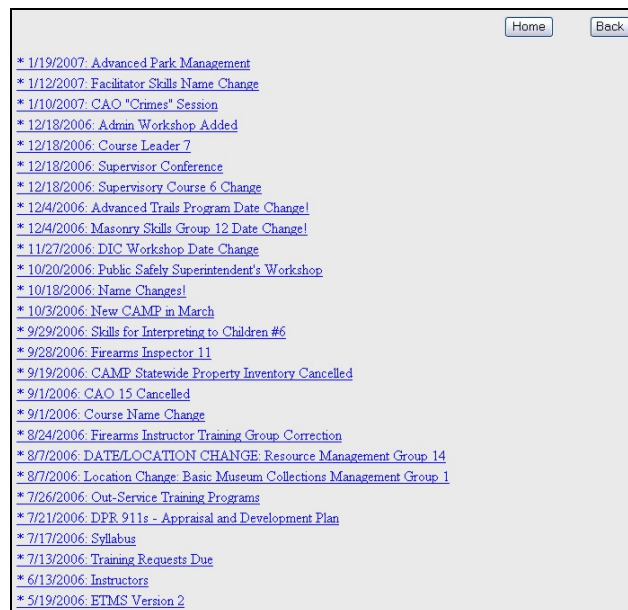 Home Back
* 1/19/2007: Advanced Park Management
* 1/12/2007: Facilitator Skills Name Change
* 1/10/2007: CAO "Crimes" Session
* 12/18/2006: Admin Workshop Added
* 12/18/2006: Course Leader 7
* 12/18/2006: Supervisor Conference
* 12/18/2006: Supervisory Course 6 Change
* 12/4/2006: Advanced Trails Program Date Change!
* 12/4/2006: Masonry Skills Group 12 Date Change!
* 11/27/2006: DIC Workshop Date Change
* 10/20/2006: Public Safely Superintendent's Workshop
* 10/18/2006: Name Changes!
* 10/3/2006: New CAMP in March
* 9/29/2006: Skills for Interpreting to Children #6
* 9/28/2006: Firearms Inspector 11
* 9/19/2006: CAMP Statewide Property Inventory Cancelled
* 9/1/2006: CAO 15 Cancelled
* 9/1/2006: Course Name Change
* 8/24/2006: Firearms Instructor Training Group Correction
* 8/7/2006: DATE/LOCATION CHANGE: Resource Management Group 14
* 8/7/2006: Location Change: Basic Museum Collections Management Group 1
* 7/26/2006: Out-Service Training Programs
* 7/21/2006: DPR 911s - Appraisal and Development Plan
* 7/17/2006: Syllabus
* 7/13/2006: Training Requests Due
* 6/13/2006: Instructors
* 5/19/2006: ETMS Version 2